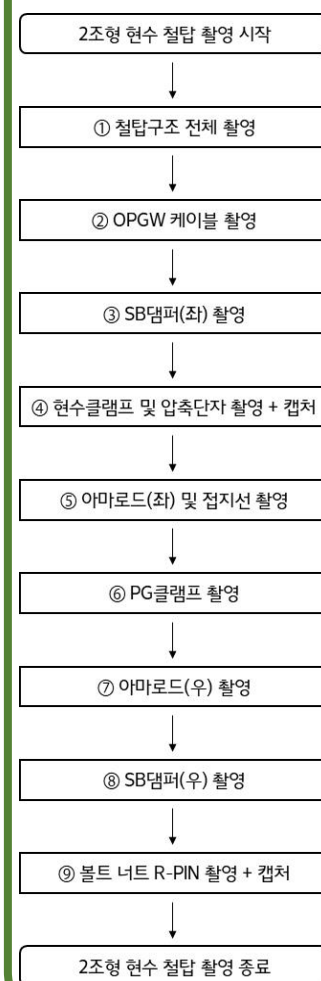 2조형 현수 철탑 촬영 시작
① 철탑구조 전체 촬영
② OPGW 케이블 촬영
③ SB댐퍼(좌) 촬영
④ 현수클램프 및 압축단자 촬영 + 캡처
⑤ 아마로드(좌) 및 접지선 촬영
⑥ PG클램프 촬영
⑦ 아마로드(우) 촬영
⑧ SB댐퍼(우) 촬영
⑨ 볼트 너트 R-PIN 촬영 + 캡처
2조형 현수 철탑 촬영 종료